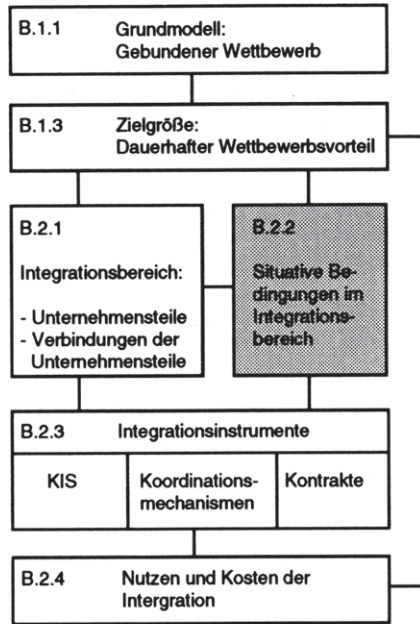 B.1.1 Grundmodell:
Gebundener Wettbewerb
B.1.3 Zielgröße:
Dauerhafter Wettbewerbsvorteil
B.2.1
Integrationsbereich:
- Unternehmensteile
- Verbindungen der
Unternehmensteile
B.2.2
Situative Be-
dingungen im
Integrations-
bereich
B.2.3 Integrationsinstrumente
KIS
Koordinations-
mechanismen
Kontrakte
B.2.4 Nutzen und Kosten der
Intergration